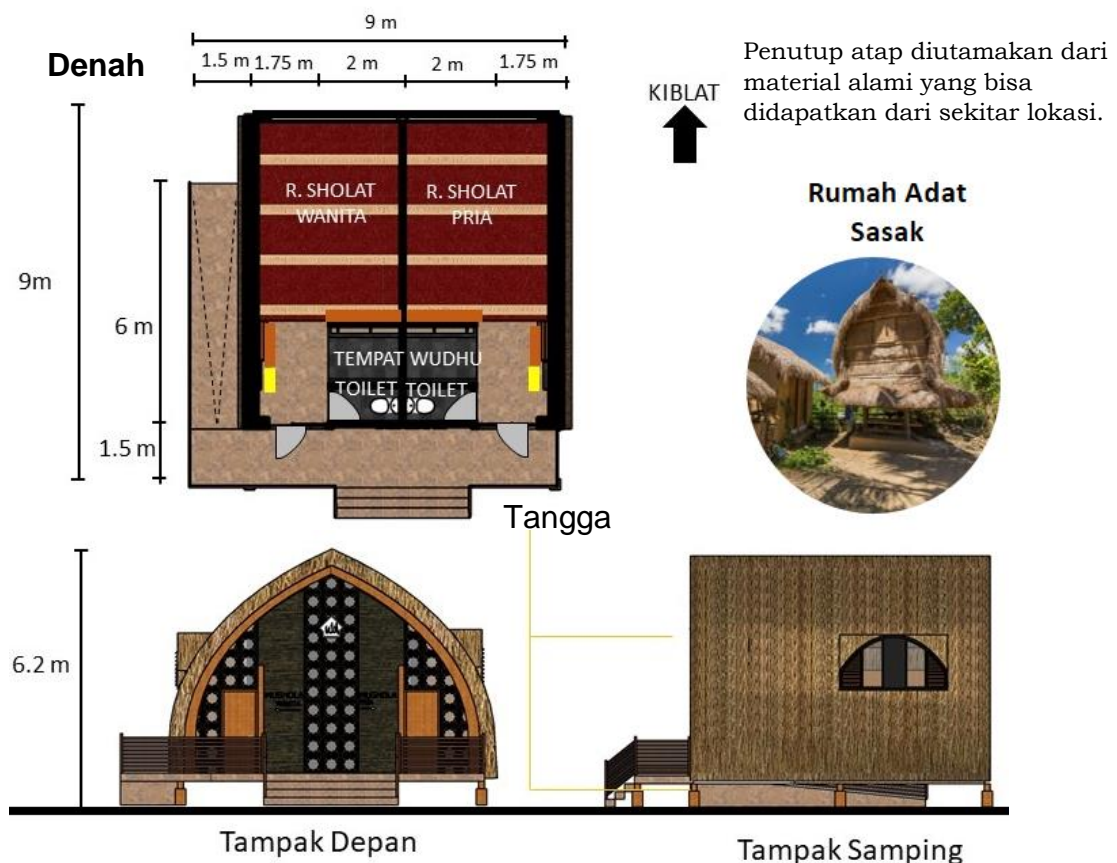 9 m
1.5 m
1.75 m
2 m
2 m
1.75 m
Denah
KIBLAT
Penutup atap diutamakan dari
material alami yang bisa
didapatkan dari sekitar lokasi.
9m
6 m
1.5 m
R. SHOLAT
WANITA
R. SHOLAT
PRIA
TEMPAT WUDHU
TOILET
TOILET
Rumah Adat
Sasak
Tangga
6.2 m
MUSHOLA
Tampak Depan
Tampak Samping